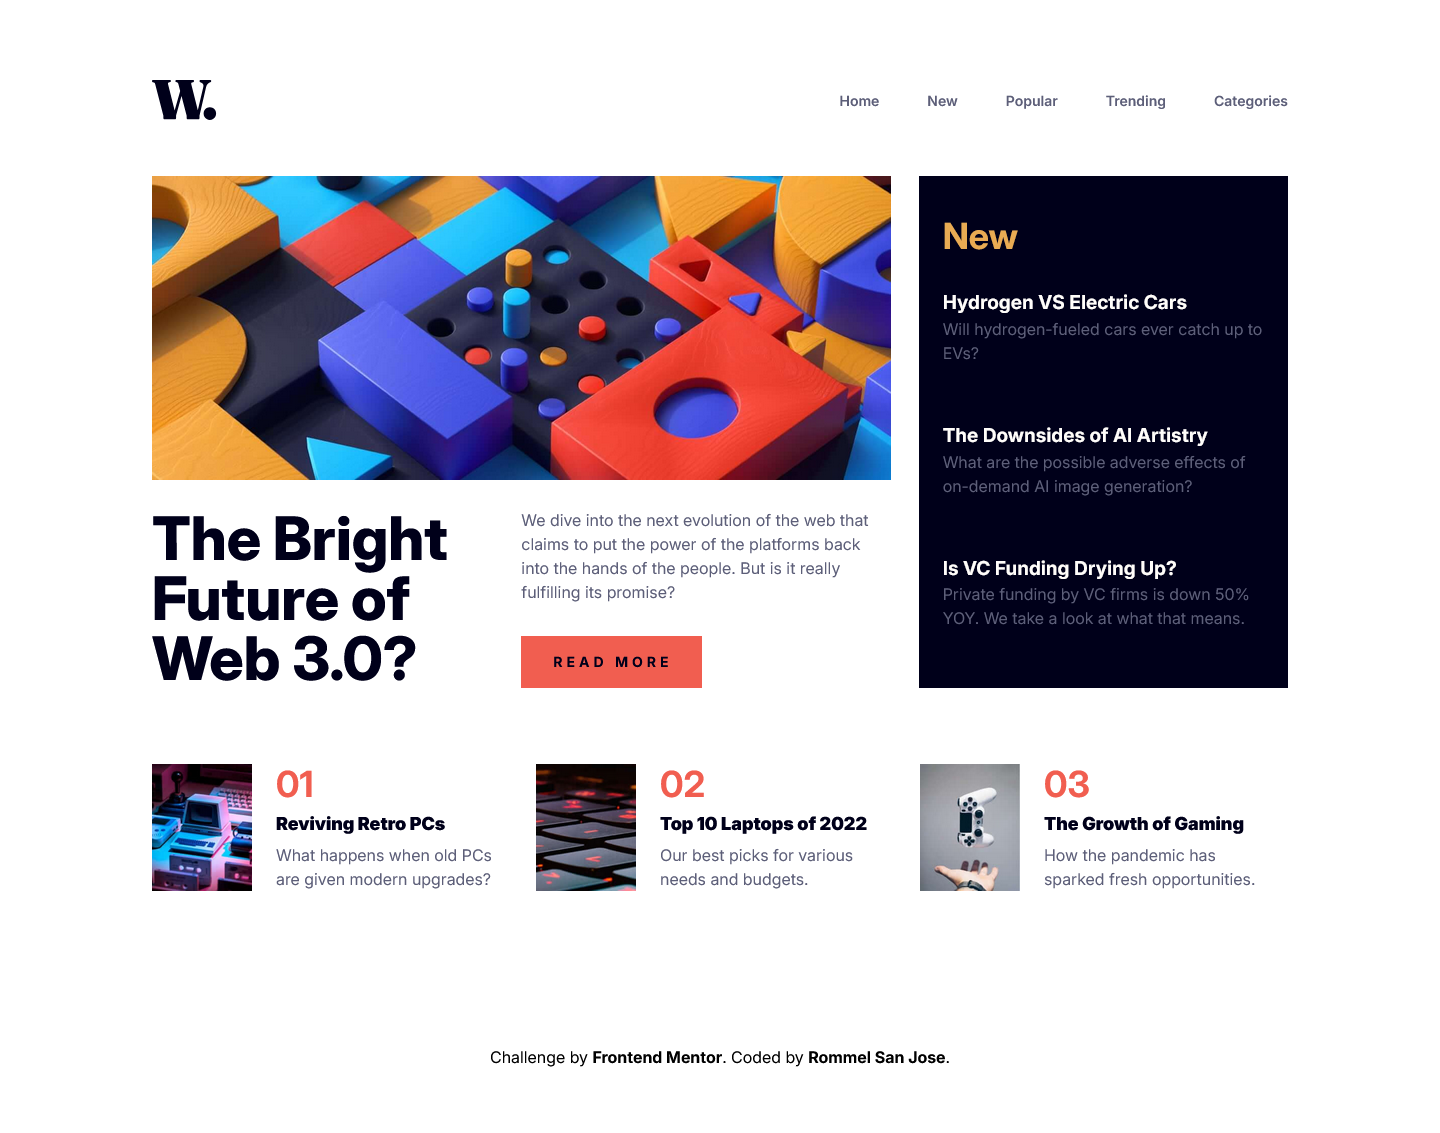 W.
Home New Popular Trending Categories
The Bright
Future of
Web 3.0?
We dive into the next evolution of the web that
claims to put the power of the platforms back
into the hands of the people. But is it really
fulfilling its promise?
READ MORE
New
Hydrogen VS Electric Cars
Will hydrogen-fueled cars ever catch up to
EVs?
The Downsides of AI Artistry
What are the possible adverse effects of
on-demand AI image generation?
Is VC Funding Drying Up?
Private funding by VC firms is down 50%
YOY. We take a look at what that means.
01
Reviving Retro PCs
What happens when old PCs
are given modern upgrades?
02
Top 10 Laptops of 2022
Our best picks for various
needs and budgets.
03
The Growth of Gaming
How the pandemic has
sparked fresh opportunities.
Challenge by Frontend Mentor. Coded by Rommel San Jose.